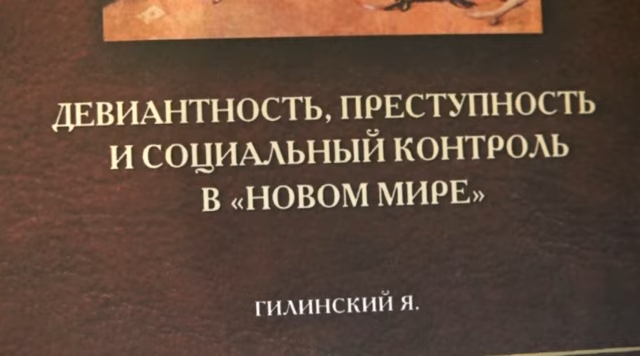 ДЕВИАНТНОСТЬ, ПРЕСТУПНОСТЬ
И СОЦИАЛЬНЫЙ КОНТРОЛЬ
В «НОВОМ МИРЕ»
ГИЛИНСКИЙ Я.